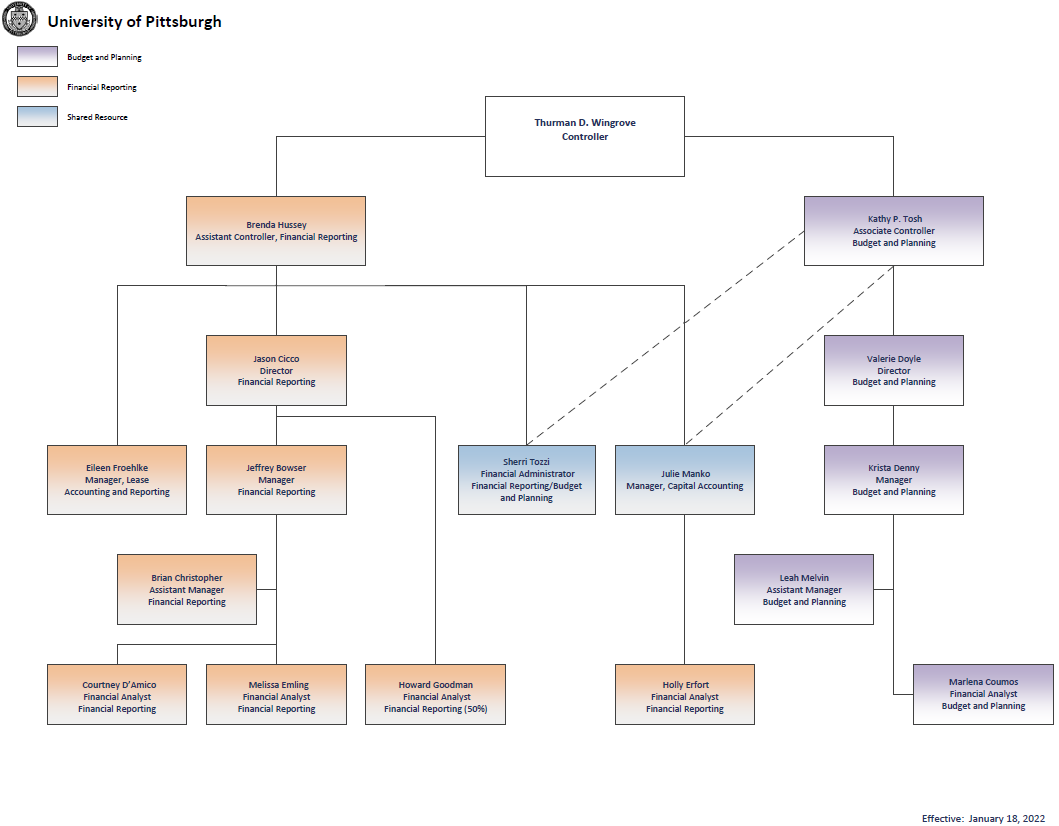 University of Pittsburgh
Budget and Planning
Financial Reporting
Shared Resource
Thurman D. Wingrove
Controller
Brenda Hussey
Assistant Controller, Financial Reporting
Kathy P. Tosh
Associate Controller
Budget and Planning
Jason Cicco
Director
Financial Reporting
Valerie Doyle
Director
Budget and Planning
Eileen Froehlke
Manager, Lease
Accounting and Reporting
Jeffrey Bowser
Manager
Financial Reporting
Sherri Tozzi
Financial Administrator
Financial Reporting/Budget
and Planning
Julie Manko
Manager, Capital Accounting
Krista Denny
Manager
Budget and Planning
Brian Christopher
Assistant Manager
Financial Reporting
Leah Melvin
Assistant Manager
Budget and Planning
Courtney D'Amico
Financial Analyst
Financial Reporting
Melissa Emling
Financial Analyst
Financial Reporting
Howard Goodman
Financial Analyst
Financial Reporting (50%)
Holly Erfort
Financial Analyst
Financial Reporting
Marlena Coumos
Financial Analyst
Budget and Planning
Effective: January 18, 2022